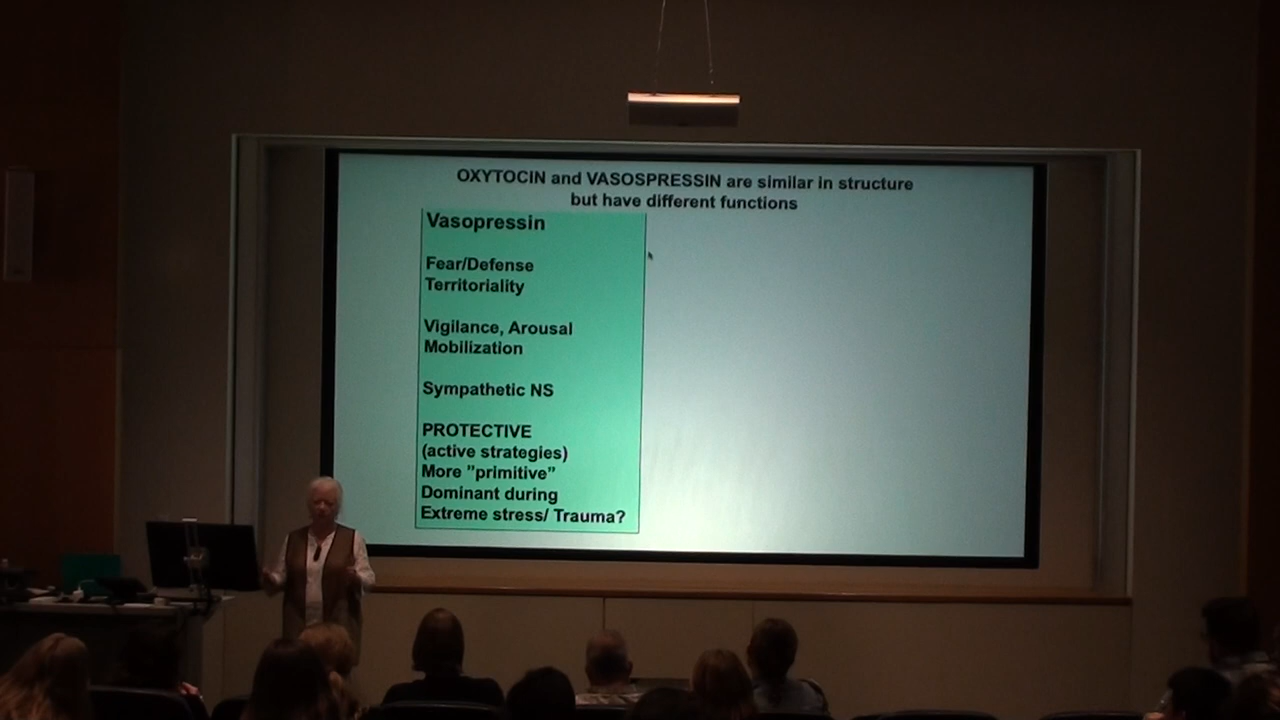 OXYTOCIN and VASOSPRESSIN are similar in structure
but have different functions
Vasopressin
Fear/Defense
Territoriality
Vigilance, Arousal
Mobilization
Sympathetic NS
PROTECTIVE
(active strategies)
More ”primitive”
Dominant during
Extreme stress/ Trauma?